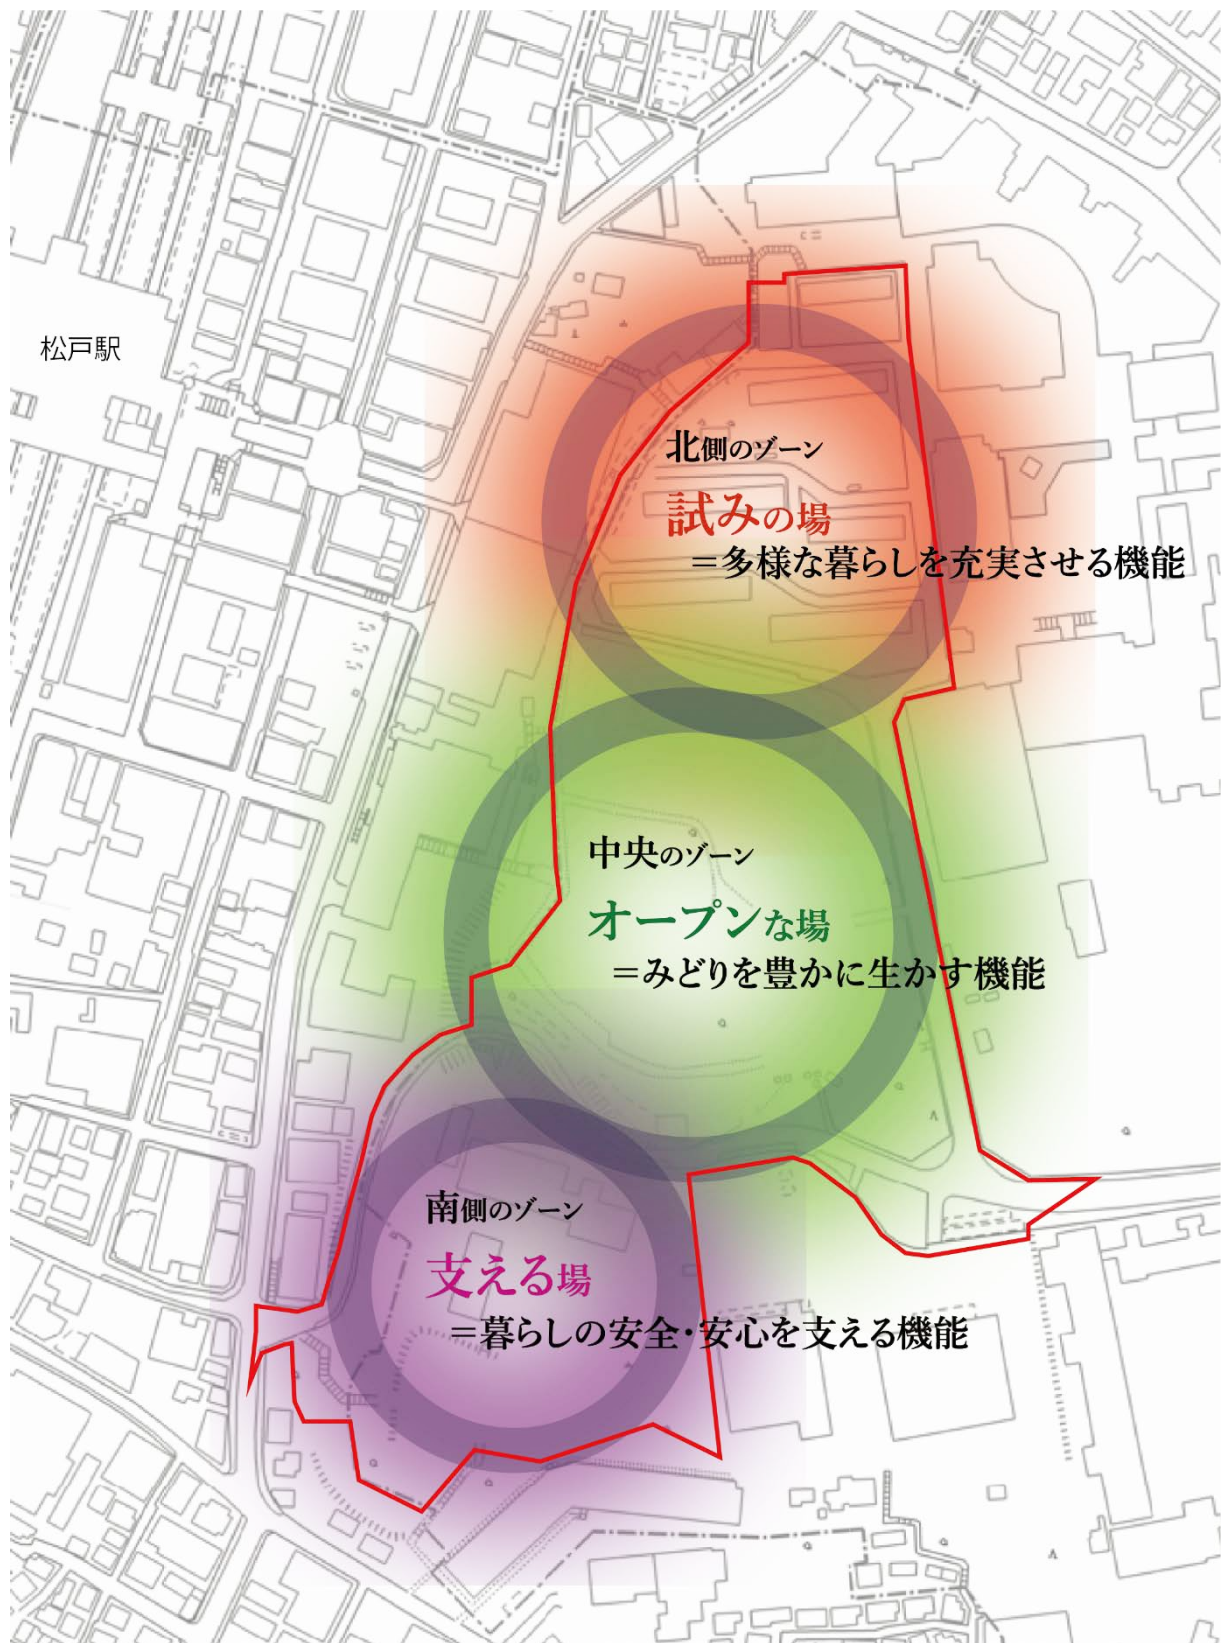 松戸駅
北側のゾーン
試みの場
＝多様な暮らしを充実させる機能
中央のゾーン
オープンな場
＝みどりを豊かに生かす機能
南側のゾーン
支える場
＝暮らしの安全・安心を支える機能